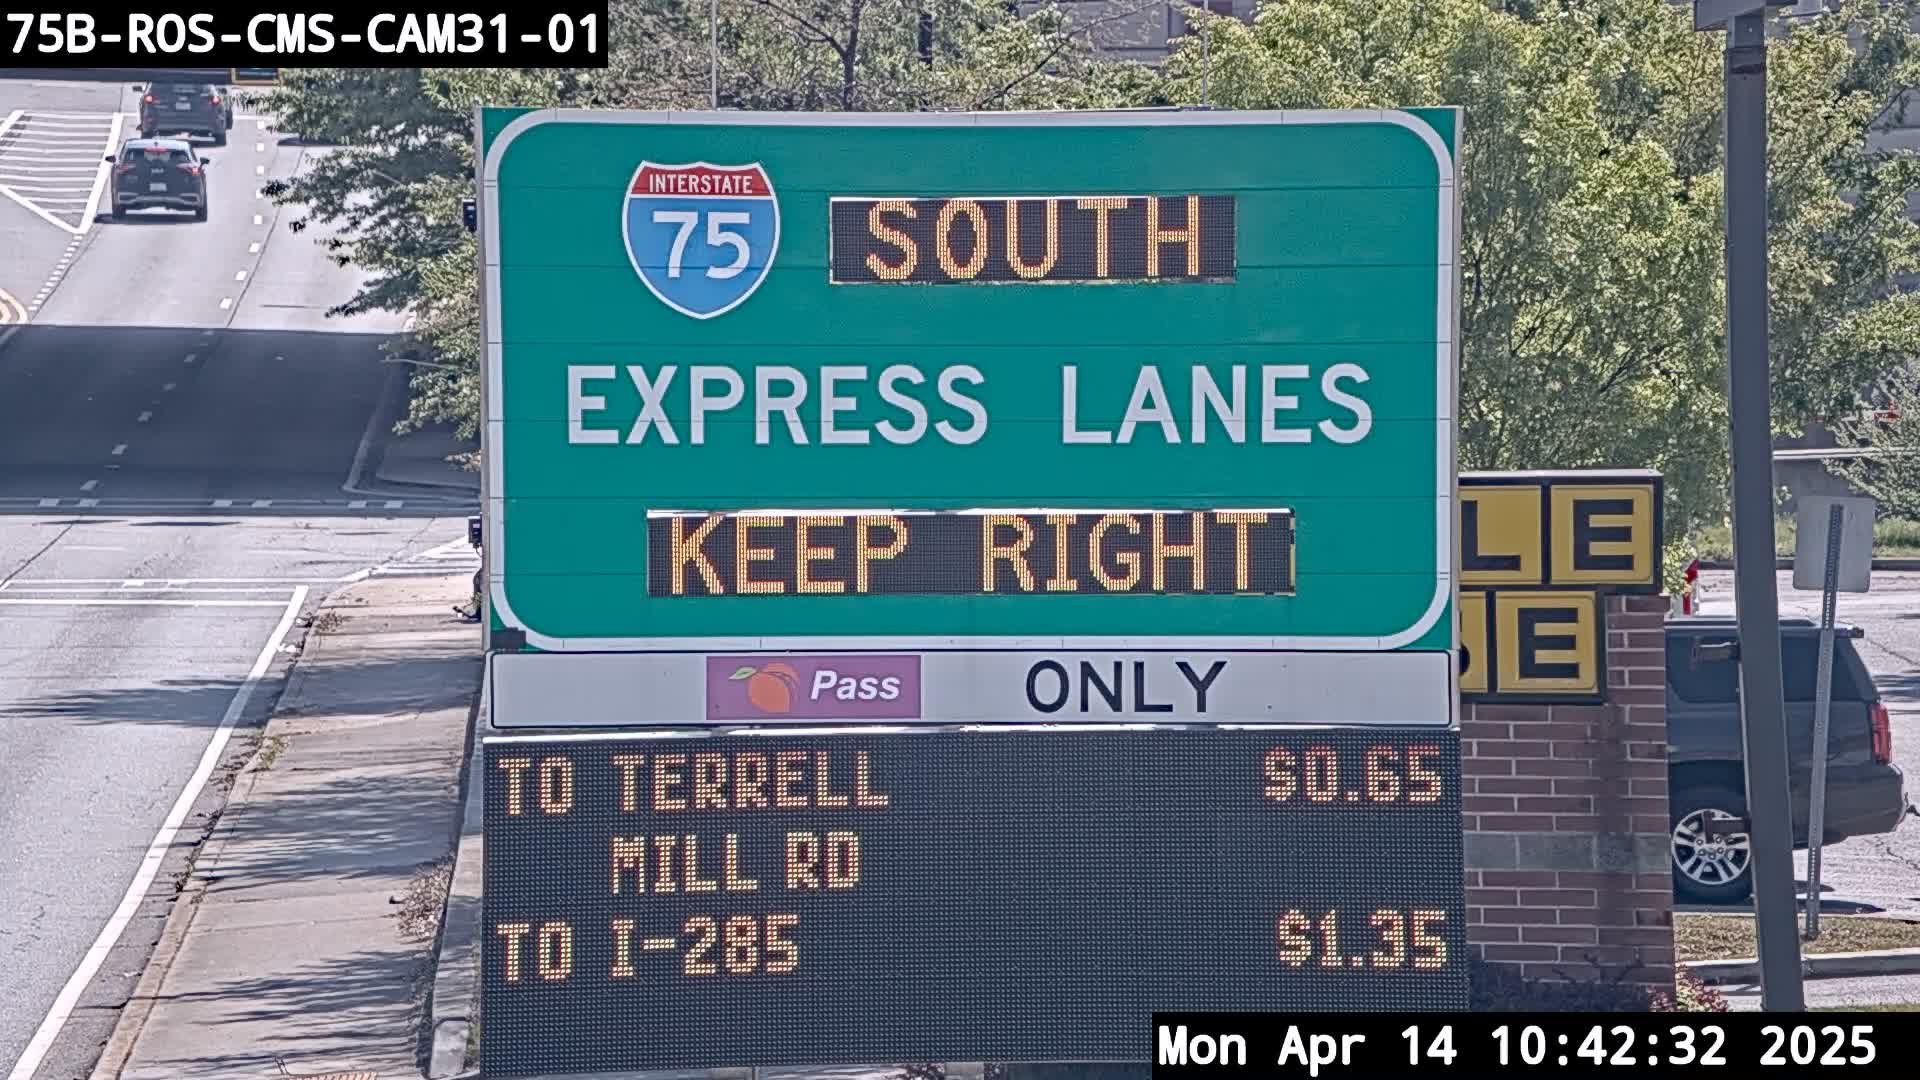 75B-ROS-CMS-CAM31-01
INTERSTATE
75
SOUTH
EXPRESS LANES
KEEP RIGHT
Pass ONLY
TO TERRELL $0.65
MILL RD
TO I-285 $1.35
LE
E
Mon Apr 14 10:42:32 2025